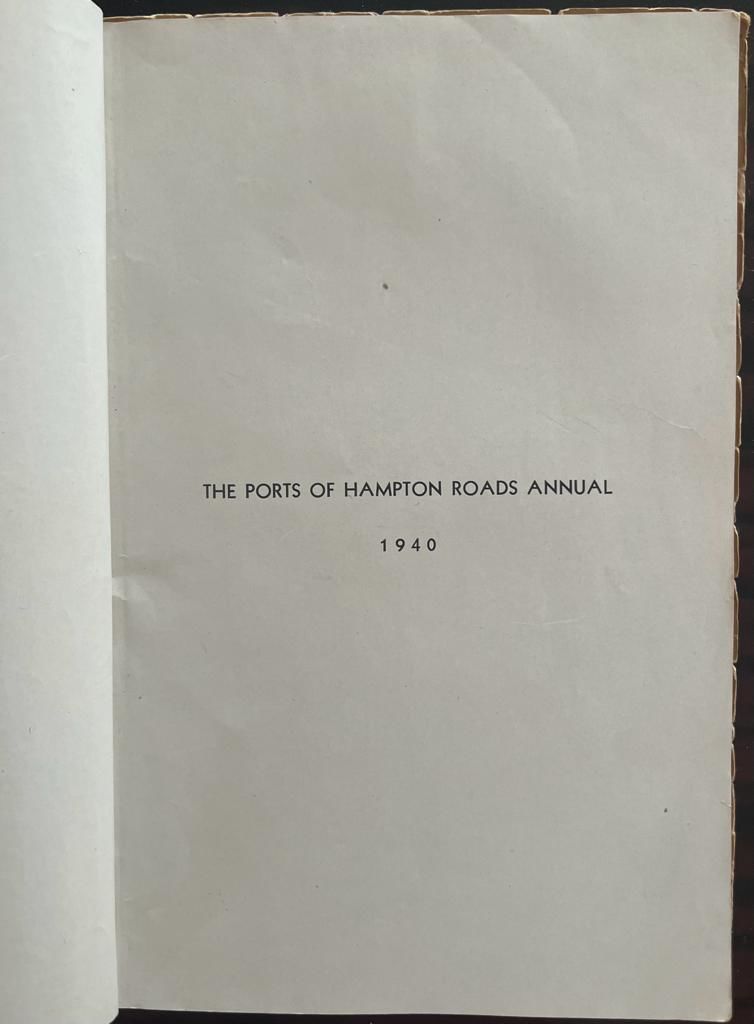 THE PORTS OF HAMPTON ROADS ANNUAL
1940